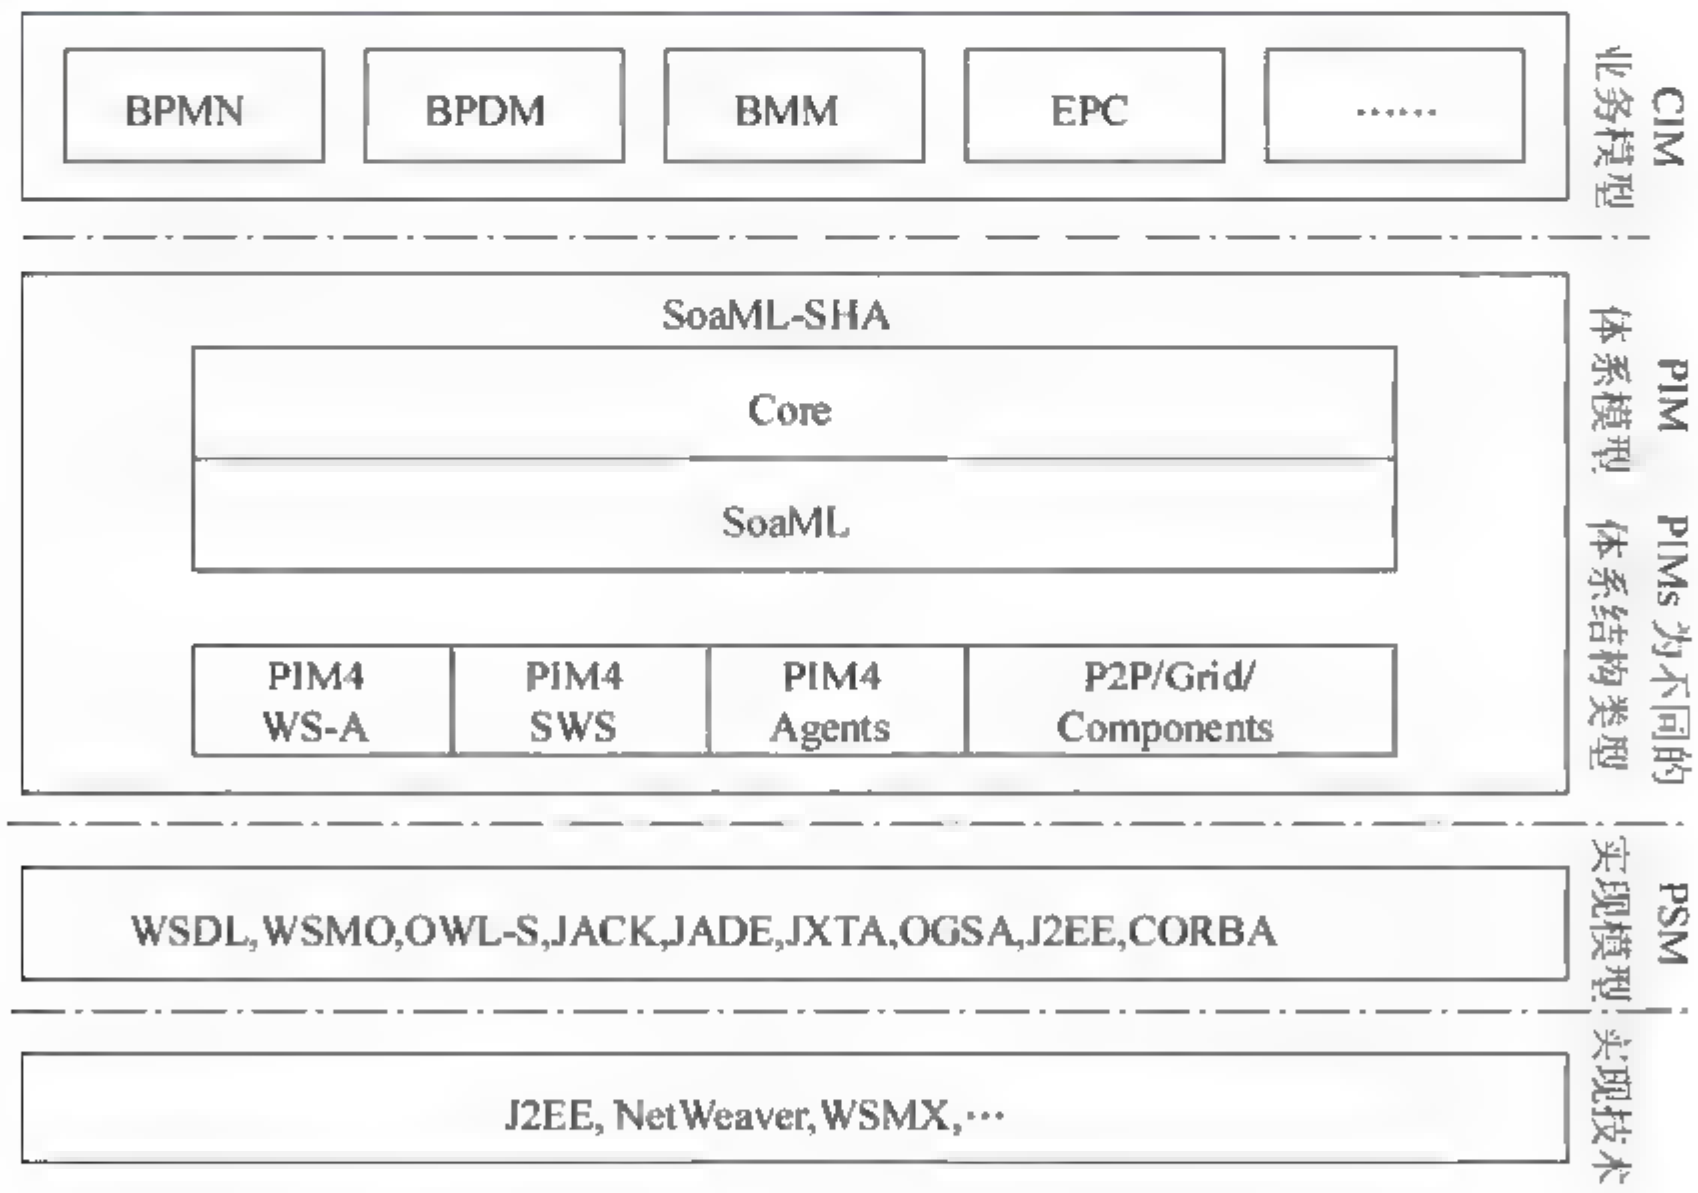 BPMN
BPDM
BMM
EPC
……
CIM
业务模型
SoaML-SHA
Core
SoaML
PIM
体系模型
PIM4
WS-A
PIM4
SWS
PIM4
Agents
P2P/Grid/
Components
PIMs 为不同的
体系结构类型
WSDL,WSMO,OWL-S,JACK,JADE,JXTA,OGSA,J2EE,CORBA
PSM
实现模型
J2EE, NetWeaver,WSMX,…
实现技术